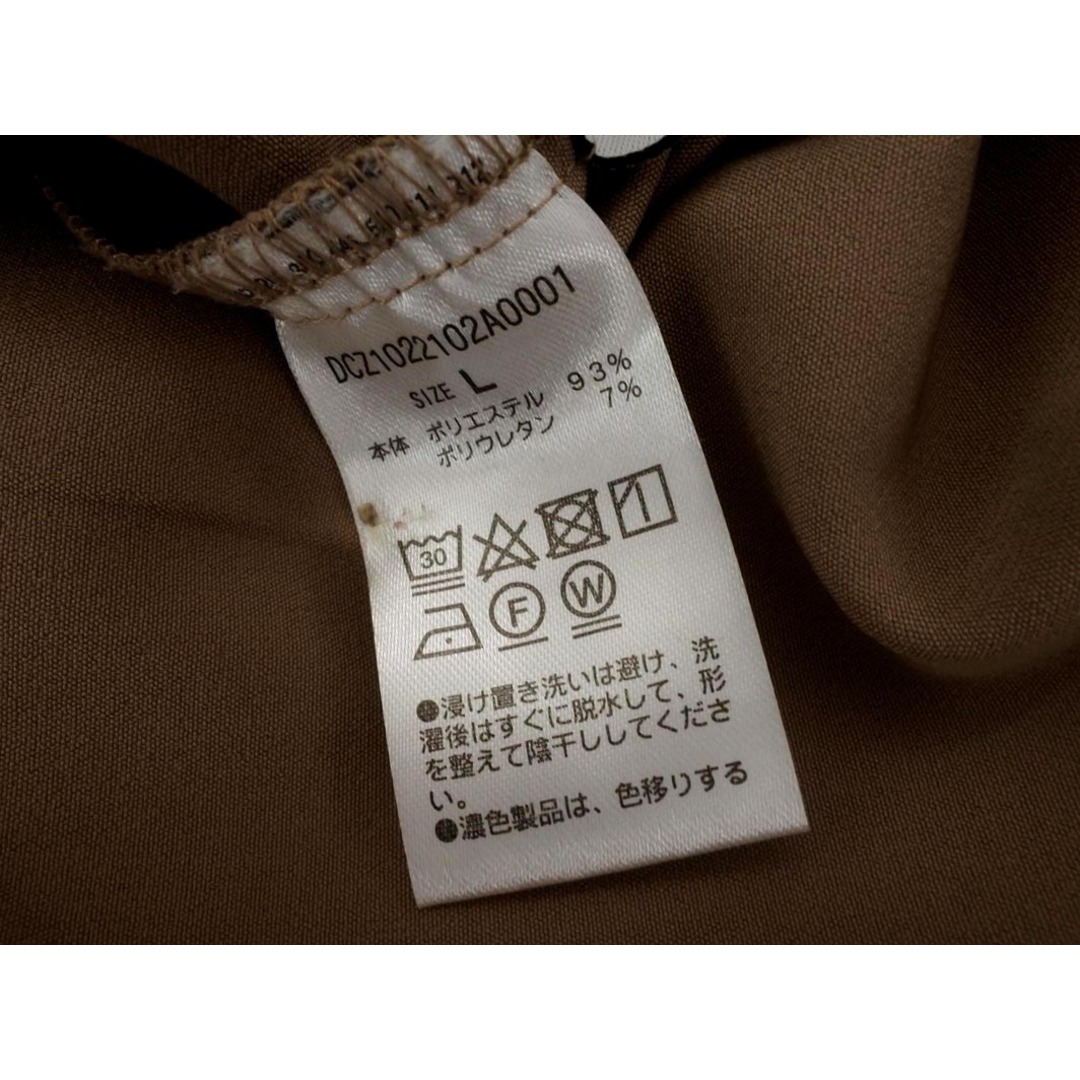 DCZ1022102A0001
SIZE L
本体 ポリエステル 93%
ポリウレタン 7%
30
F W
●浸け置き洗いは避け、洗
濯後はすぐに脱水して、形
を整えて陰干ししてくださ
い。
●濃色製品は、色移りする